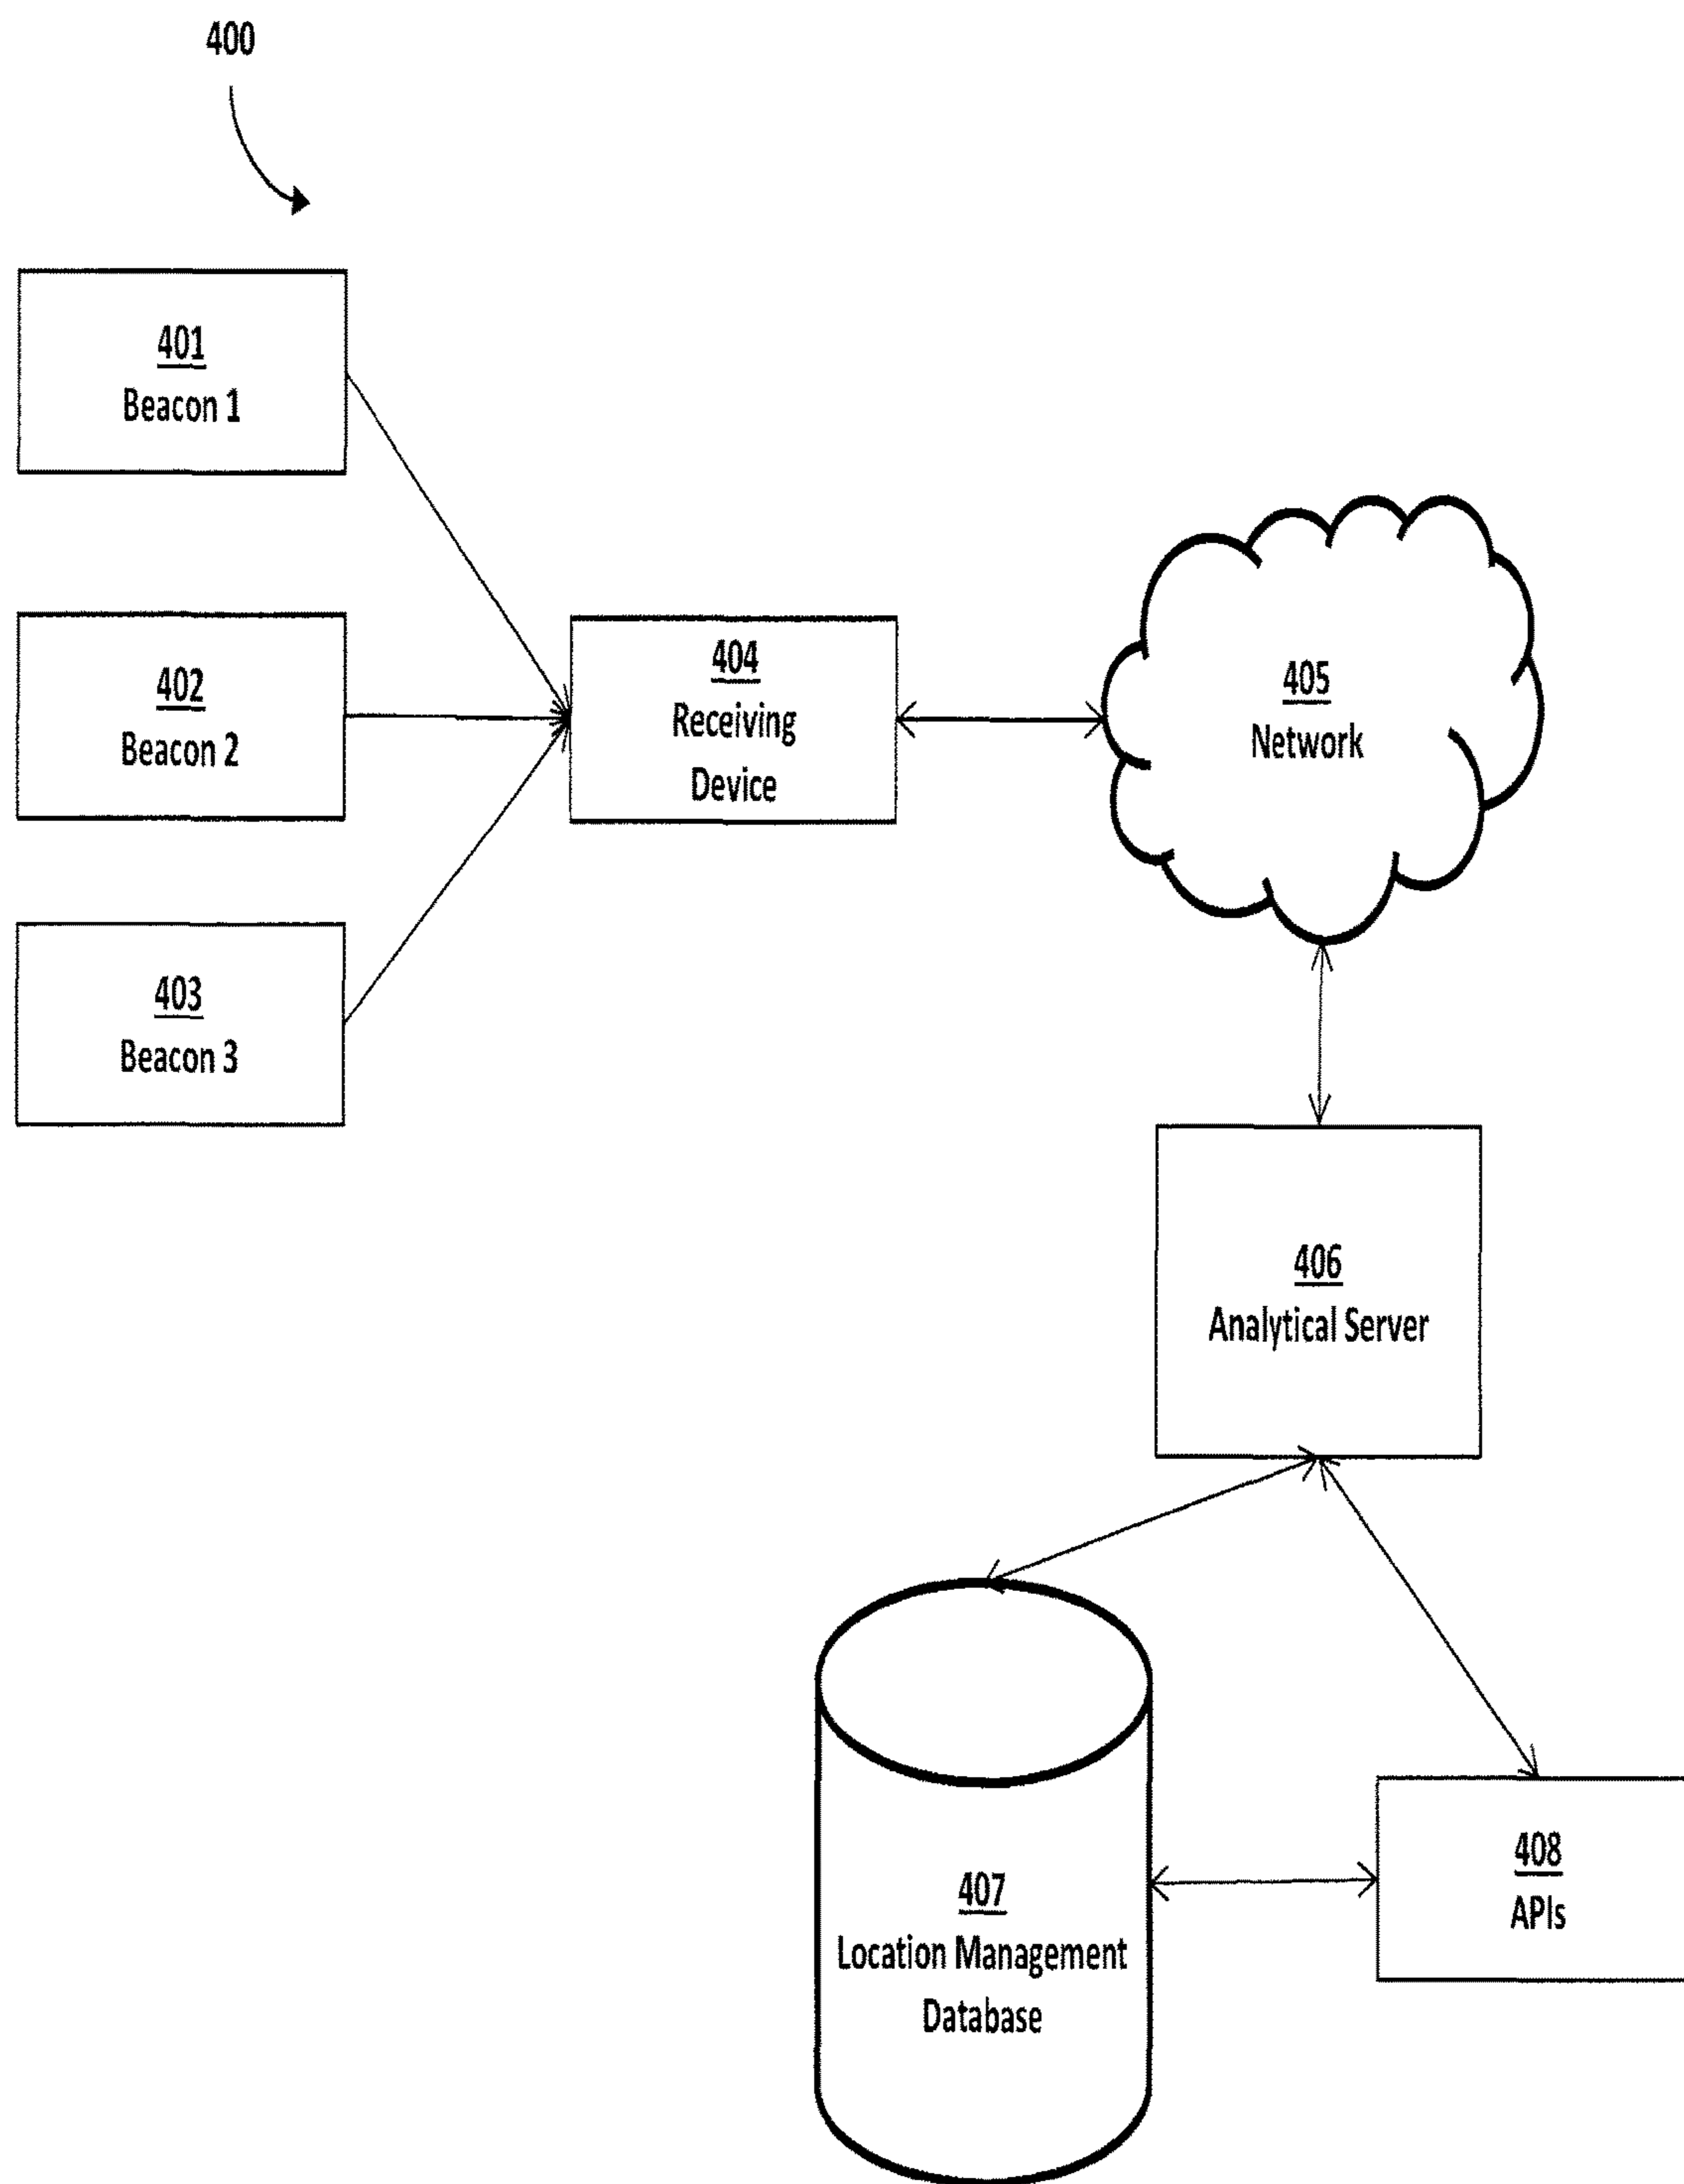 400
401
Beacon 1
402
Beacon 2
403
Beacon 3
404
Receiving
Device
405
Network
406
Analytical Server
407
Location Management
Database
408
APIs